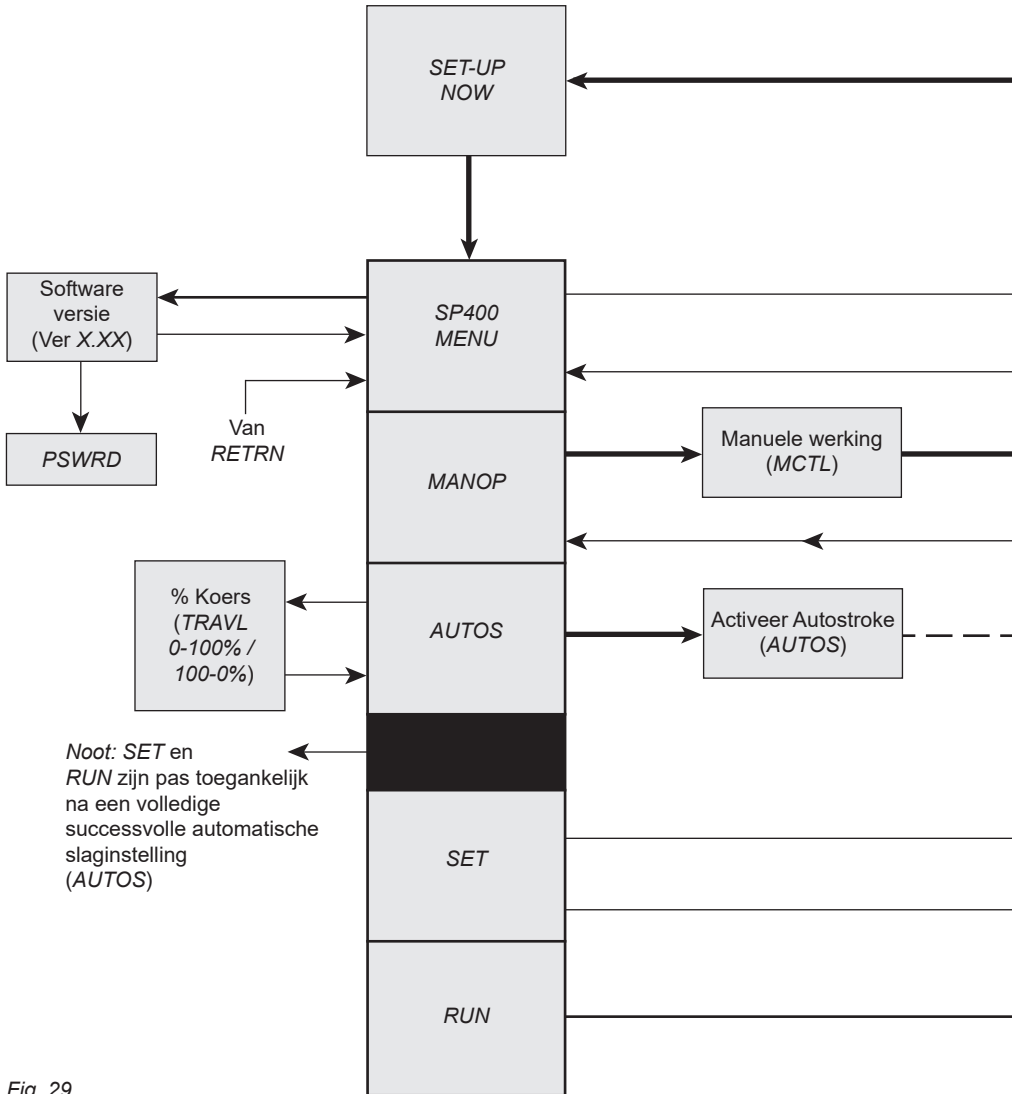 SET-UP
NOW
Software
versie
(Ver X.XX)
SP400
MENU
Van
RETRN
PSWRD
MANOP
Manuele werking
(MCTL)
% Koers
(TRAVL
0-100% /
100-0%)
AUTOS
Activeer Autostroke
(AUTOS)
Noot: SET en
RUN zijn pas toegankelijk
na een volledige
successvolle automatische
slaginstelling
(AUTOS)
SET
RUN
Fig. 29